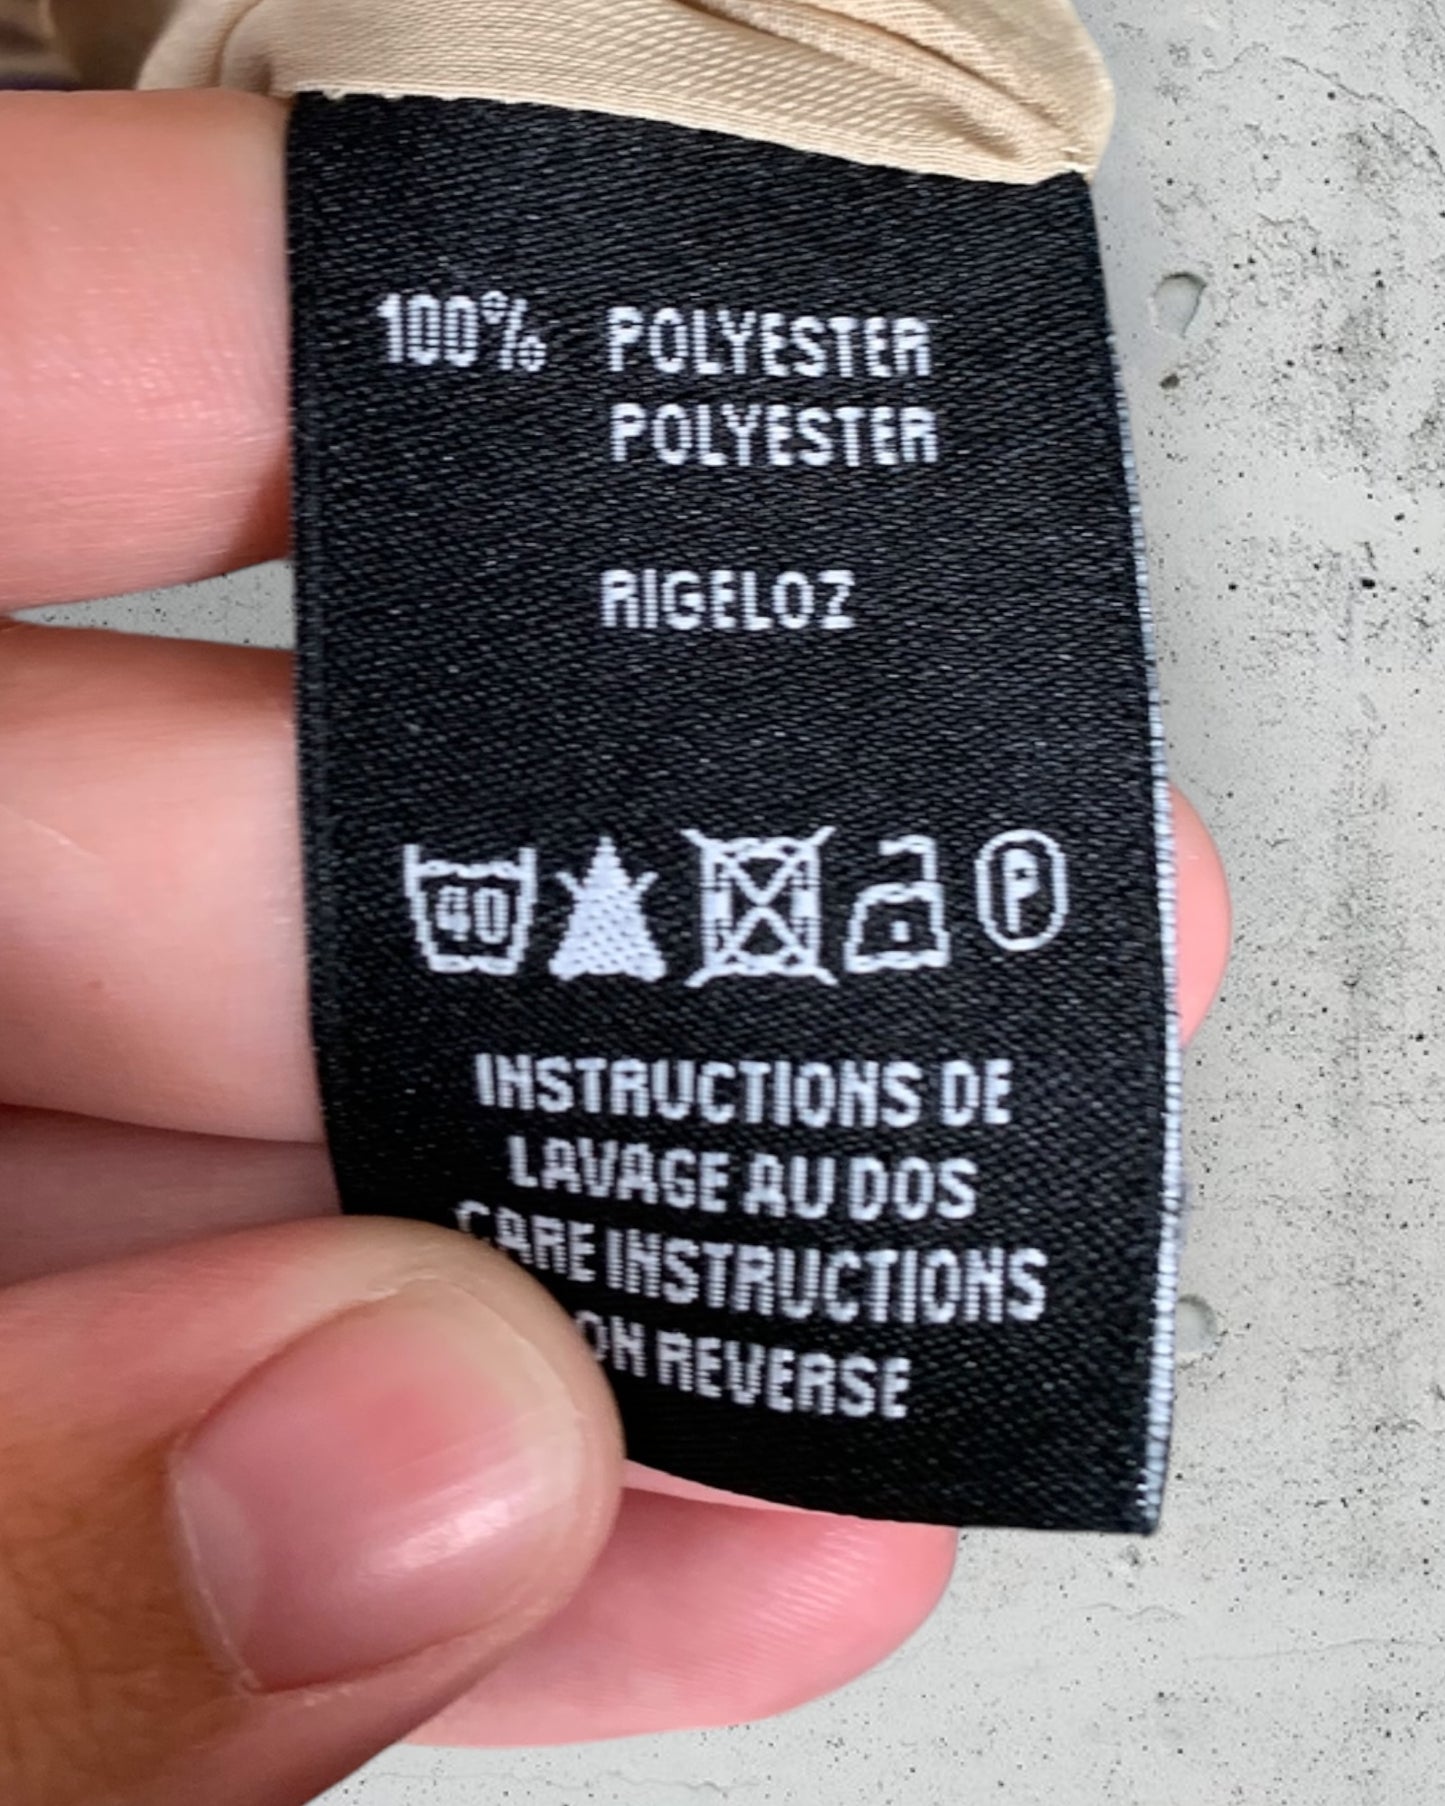 100% POLYESTER
POLYESTER
RIGELOZ
40 P
INSTRUCTIONS DE
LAVAGE AU DOS
CARE INSTRUCTIONS
ON REVERSE